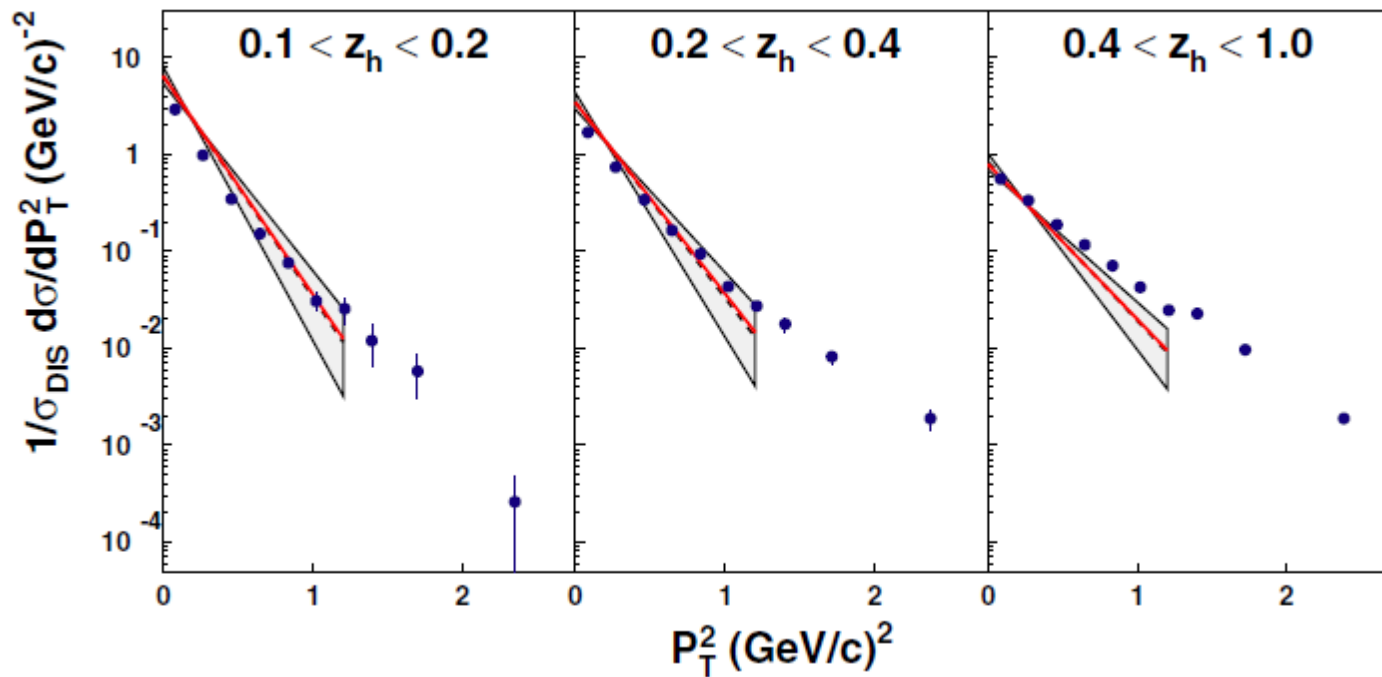 1/σ_DIS dσ/dP_T^2 (GeV/c)^-2
0.1 < z_h < 0.2
0.2 < z_h < 0.4
0.4 < z_h < 1.0
10
1
10^-1
10^-2
10^-3
10^-4
0 1 2
0 1 2
0 1 2
P_T^2 (GeV/c)^2